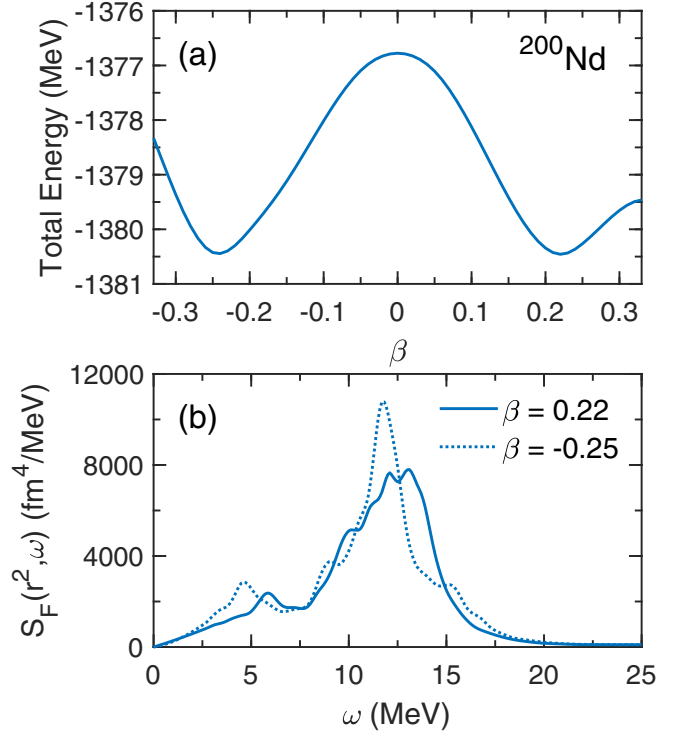 (a)
²⁰⁰Nd
Total Energy (MeV)
-1376
-1377
-1378
-1379
-1380
-1381
-0.3 -0.2 -0.1 0 0.1 0.2 0.3
β
(b)
β = 0.22
β = -0.25
S_F(r², ω) (fm⁴/MeV)
12000
8000
4000
0
0 5 10 15 20 25
ω (MeV)